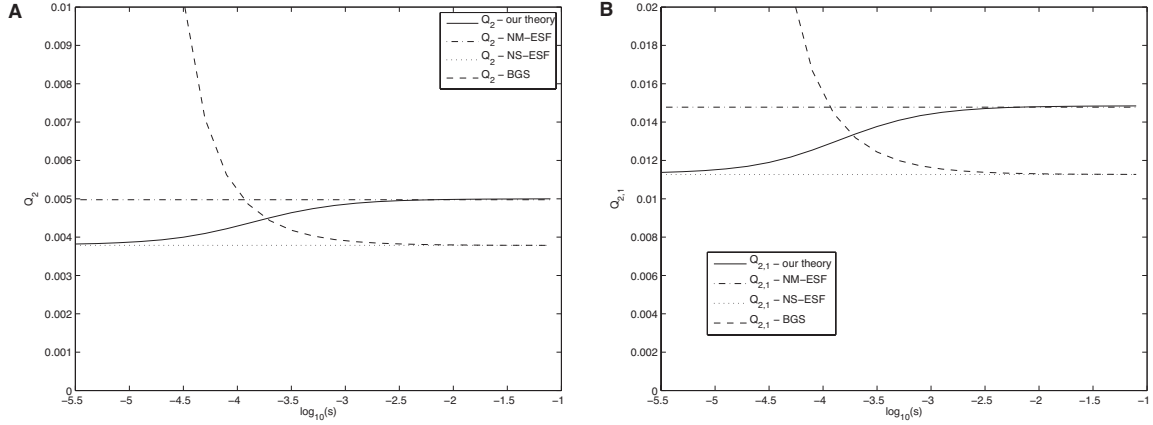 A
0.01
0.009
0.008
0.007
0.006
0.005
0.004
0.003
0.002
0.001
0
Q2
−5.5 −5 −4.5 −4 −3.5 −3 −2.5 −2 −1.5 −1
log10(s)
Q2 − our theory
Q2 − NM−ESF
Q2 − NS−ESF
Q2 − BGS
B
0.02
0.018
0.016
0.014
0.012
0.01
0.008
0.006
0.004
0.002
0
Q2,1
−5.5 −5 −4.5 −4 −3.5 −3 −2.5 −2 −1.5 −1
log10(s)
Q2,1 − our theory
Q2,1 − NM−ESF
Q2,1 − NS−ESF
Q2,1 − BGS